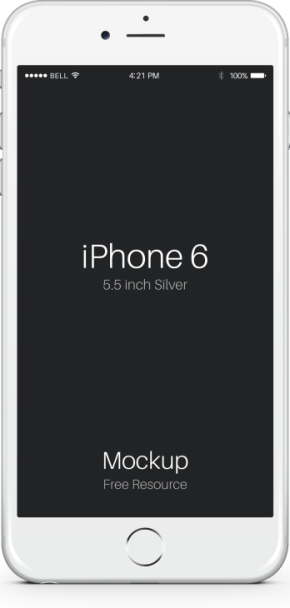 ●●●●● BELL 4:21 PM 100%
iPhone 6
5.5 inch Silver
Mockup
Free Resource